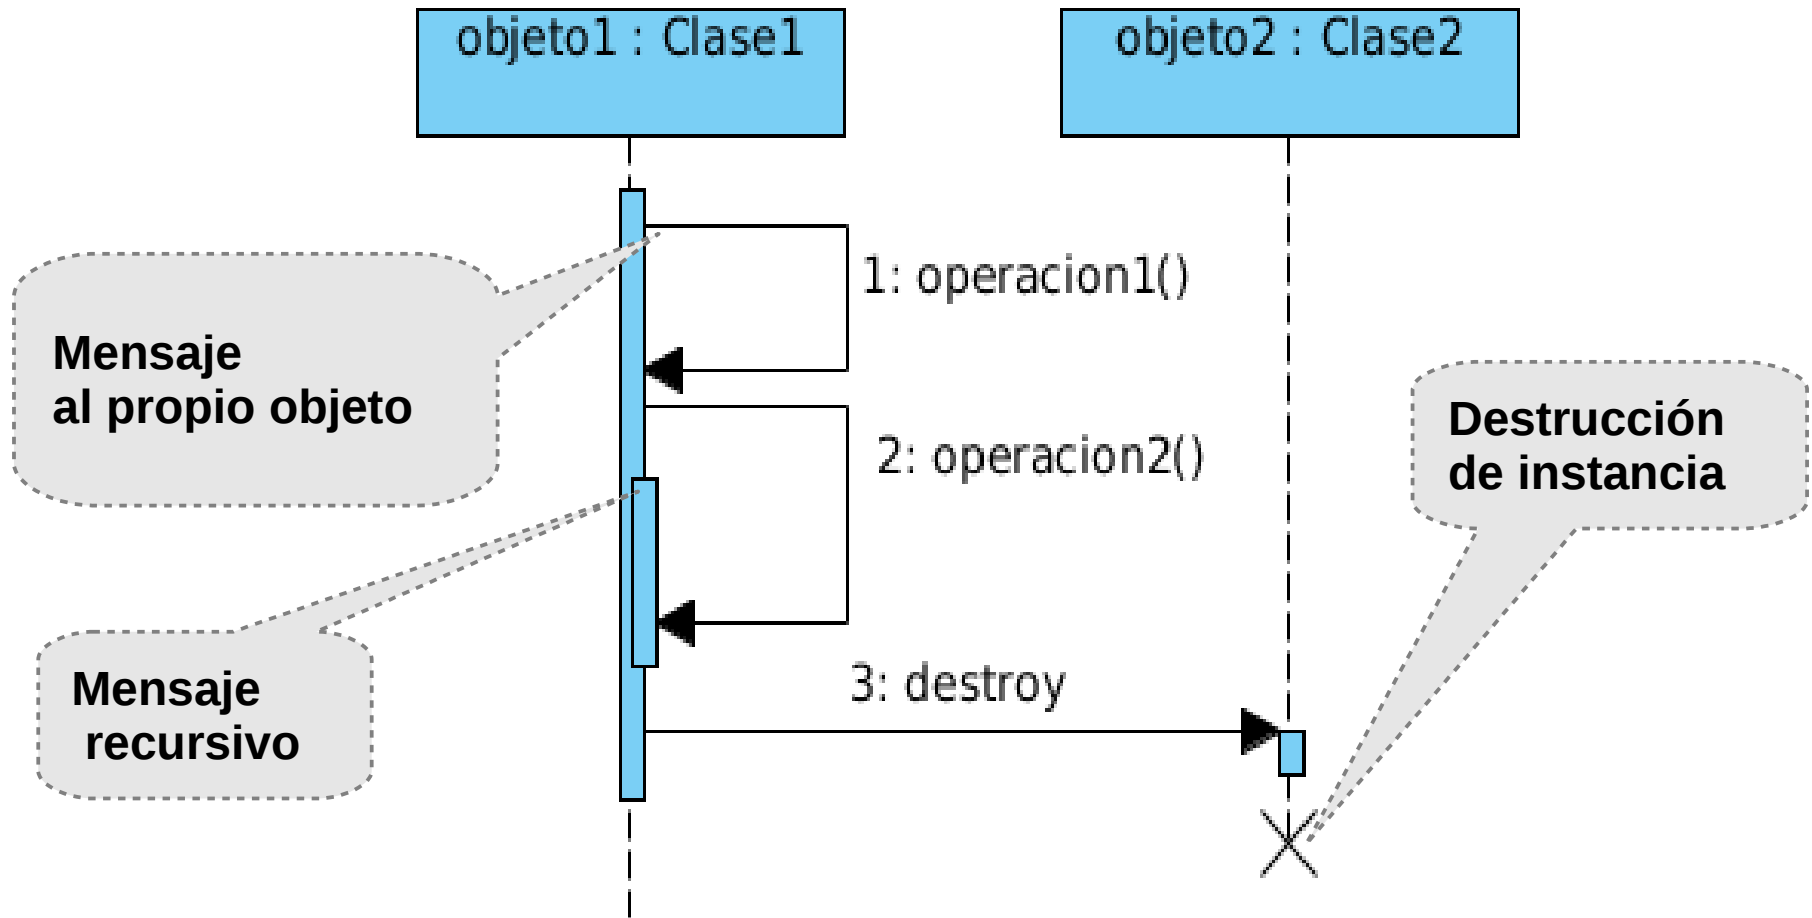 objeto1 : Clase1
objeto2 : Clase2
1: operacion1()
Mensaje
al propio objeto
2: operacion2()
Destrucción
de instancia
Mensaje
recursivo
3: destroy